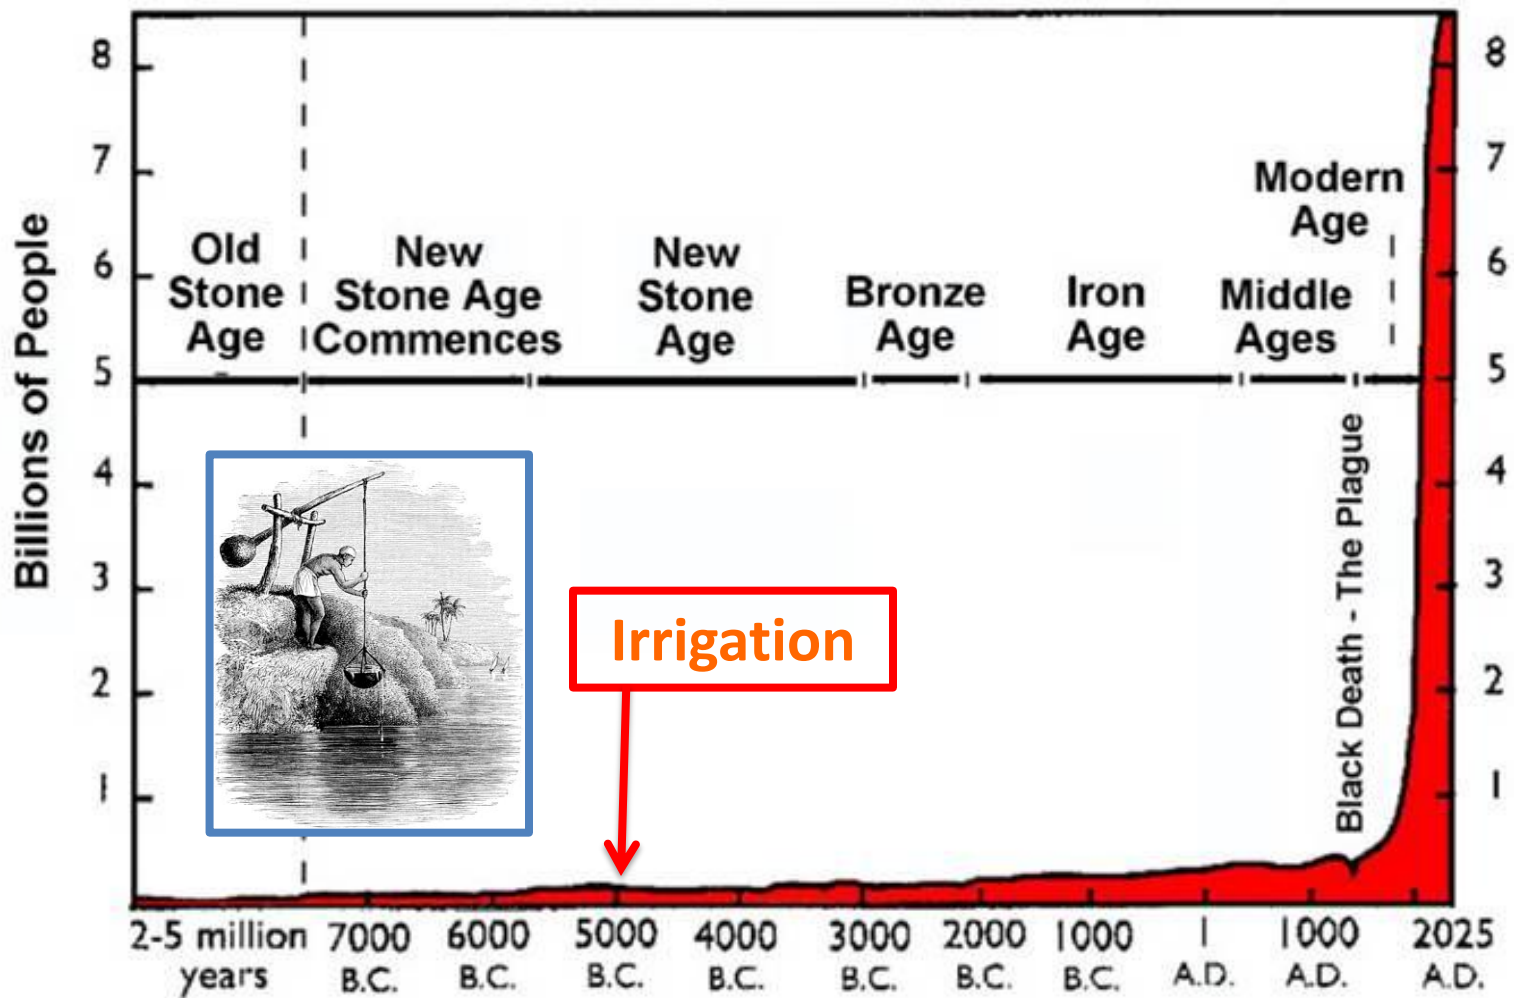 8
7
6
5
4
3
2
1
Billions of People
Old
Stone
Age
New
Stone Age
Commences
New
Stone
Age
Bronze
Age
Iron
Age
Middle
Ages
Modern
Age
Irrigation
Black Death - The Plague
8
7
6
5
4
3
2
1
2-5 million
years
7000
B.C.
6000
B.C.
5000
B.C.
4000
B.C.
3000
B.C.
2000
B.C.
1000
B.C.
1
A.D.
1000
A.D.
2025
A.D.